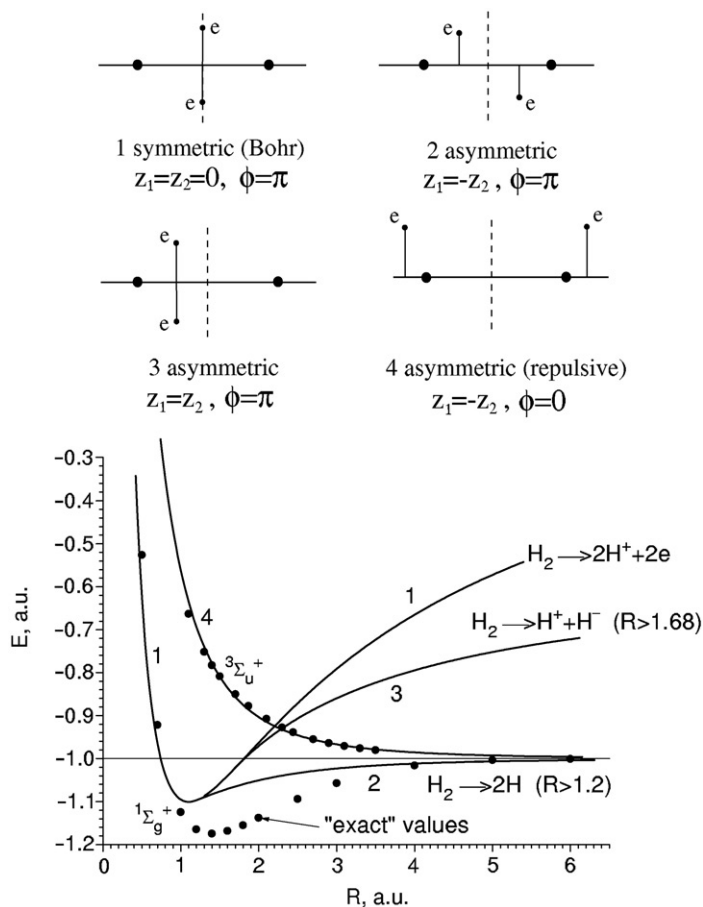 e
e
e
e
1 symmetric (Bohr)
z₁=z₂=0, ϕ=π
2 asymmetric
z₁=-z₂ , ϕ=π
e
e
e
e
3 asymmetric
z₁=z₂ , ϕ=π
4 asymmetric (repulsive)
z₁=-z₂ , ϕ=0
-0.3
-0.4
-0.5
-0.6
-0.7
-0.8
-0.9
-1.0
-1.1
-1.2
E, a.u.
H₂→2H⁺+2e
1
H₂→H⁺+H⁻ (R>1.68)
4
³Σᵤ⁺
3
1
2
H₂→2H (R>1.2)
¹Σg⁺
"exact" values
0 1 2 3 4 5 6
R, a.u.